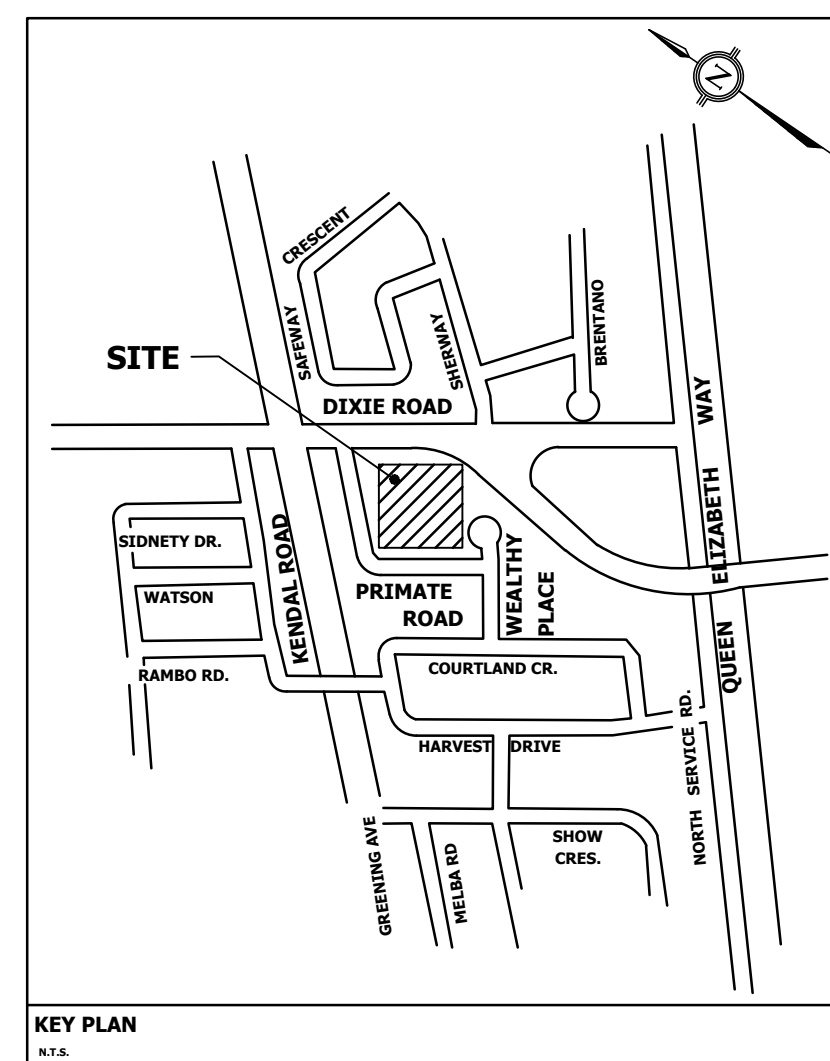 N
CRESCENT
SAFEWAY
SHERWAY
BRENTANO
SITE
DIXIE ROAD
WAY
ELIZABETH
QUEEN
SIDNETY DR.
WATSON
RAMBO RD.
KENDAL ROAD
PRIMATE
ROAD
WEALTHY
PLACE
COURTLAND CR.
HARVEST DRIVE
NORTH SERVICE RD.
GREENING AVE
MELBA RD
SHOW
CRES.
KEY PLAN
N.T.S.